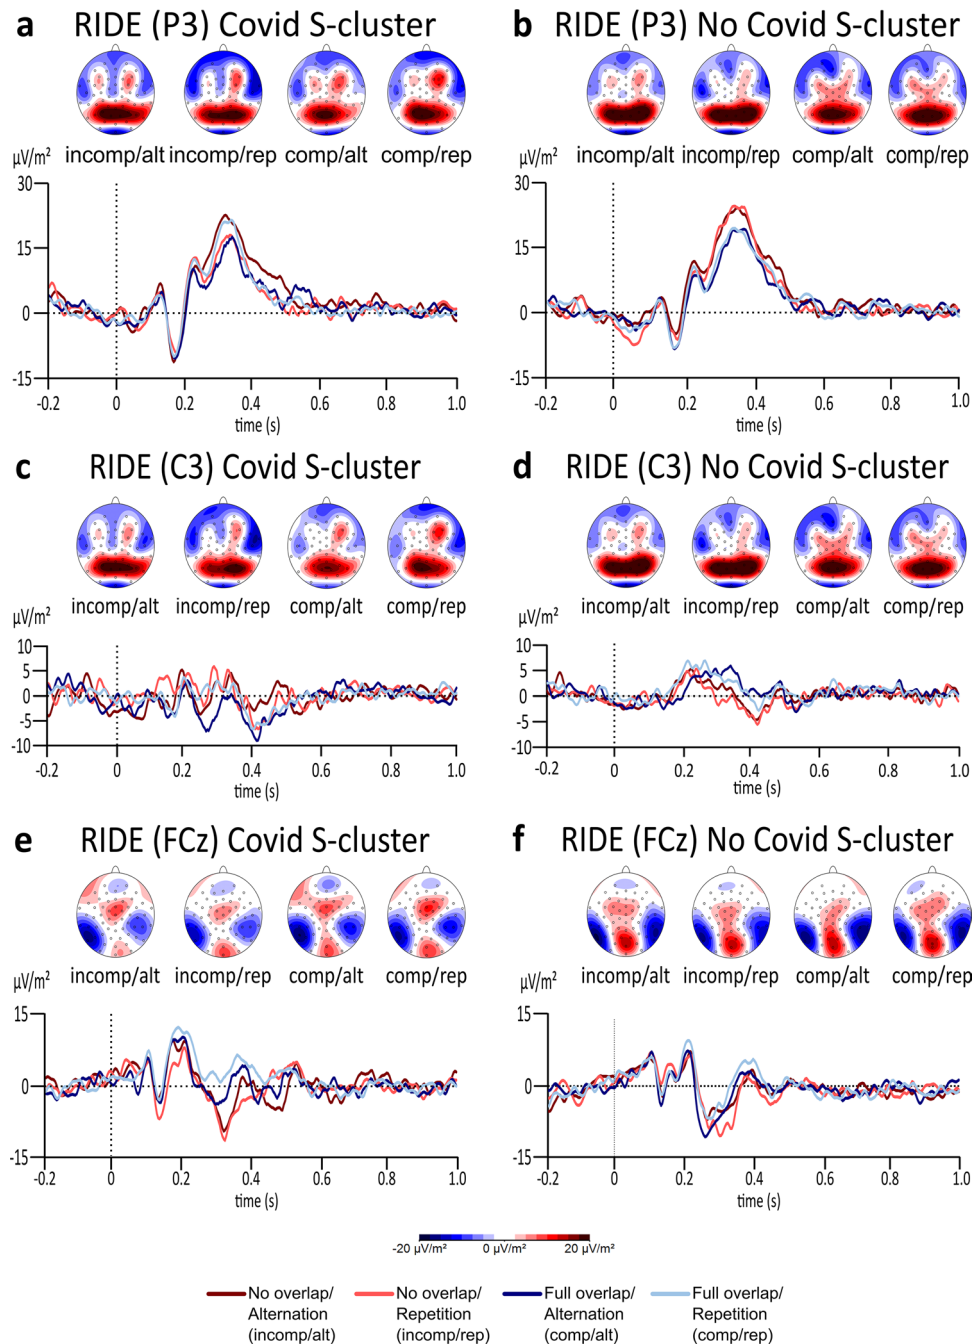 a RIDE (P3) Covid S-cluster
incomp/alt incomp/rep comp/alt comp/rep
µV/m²
30
15
0
-15
-0.2 0 0.2 0.4 0.6 0.8 1.0
time (s)
b RIDE (P3) No Covid S-cluster
incomp/alt incomp/rep comp/alt comp/rep
µV/m²
30
15
0
-15
-0.2 0 0.2 0.4 0.6 0.8 1.0
time (s)
c RIDE (C3) Covid S-cluster
incomp/alt incomp/rep comp/alt comp/rep
µV/m²
10
5
0
-5
-10
-0.2 0 0.2 0.4 0.6 0.8 1.0
time (s)
d RIDE (C3) No Covid S-cluster
incomp/alt incomp/rep comp/alt comp/rep
µV/m²
10
5
0
-5
-10
-0.2 0 0.2 0.4 0.6 0.8 1.0
time (s)
e RIDE (FCz) Covid S-cluster
incomp/alt incomp/rep comp/alt comp/rep
µV/m²
15
0
-15
-0.2 0 0.2 0.4 0.6 0.8 1.0
time (s)
f RIDE (FCz) No Covid S-cluster
incomp/alt incomp/rep comp/alt comp/rep
µV/m²
15
0
-15
-0.2 0 0.2 0.4 0.6 0.8 1.0
time (s)
-20 µV/m² 0 µV/m² 20 µV/m²
No overlap/
Alternation
(incomp/alt)
No overlap/
Repetition
(incomp/rep)
Full overlap/
Alternation
(comp/alt)
Full overlap/
Repetition
(comp/rep)